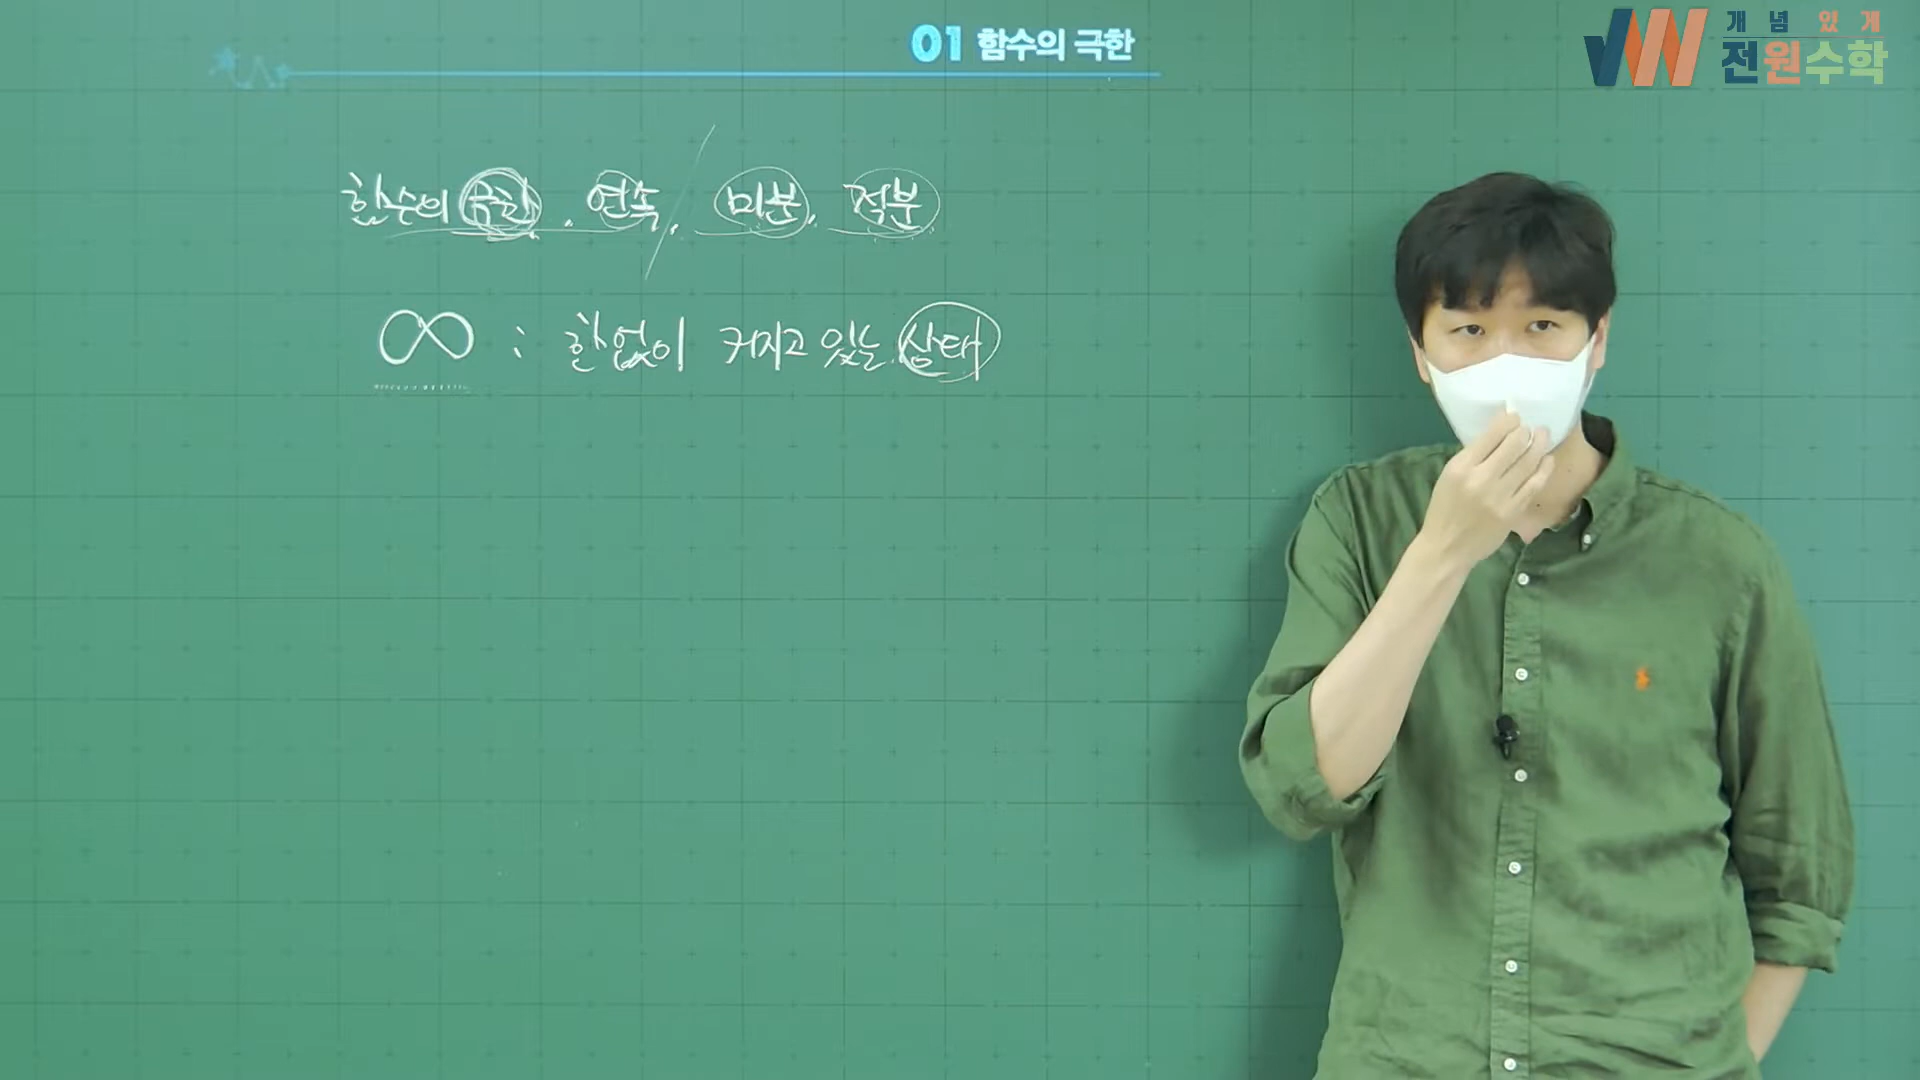 01 함수의 극한
개념있게
전원수학
함수의 극한, 연속, 미분, 적분
∞ : 한없이 커지고 있는 상태